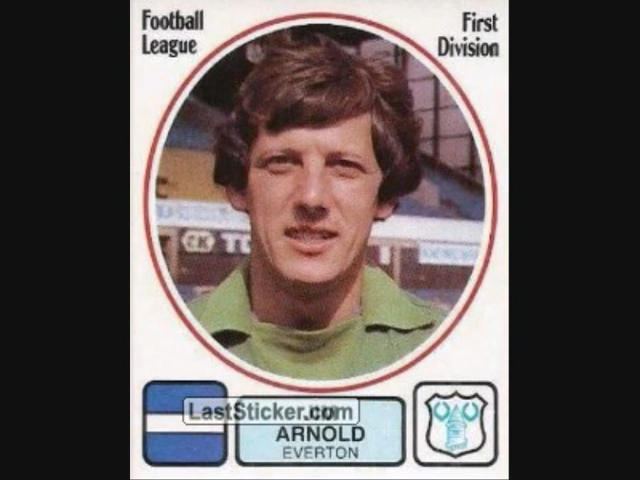 Football
League
First
Division
LastSticker.com
ARNOLD
EVERTON